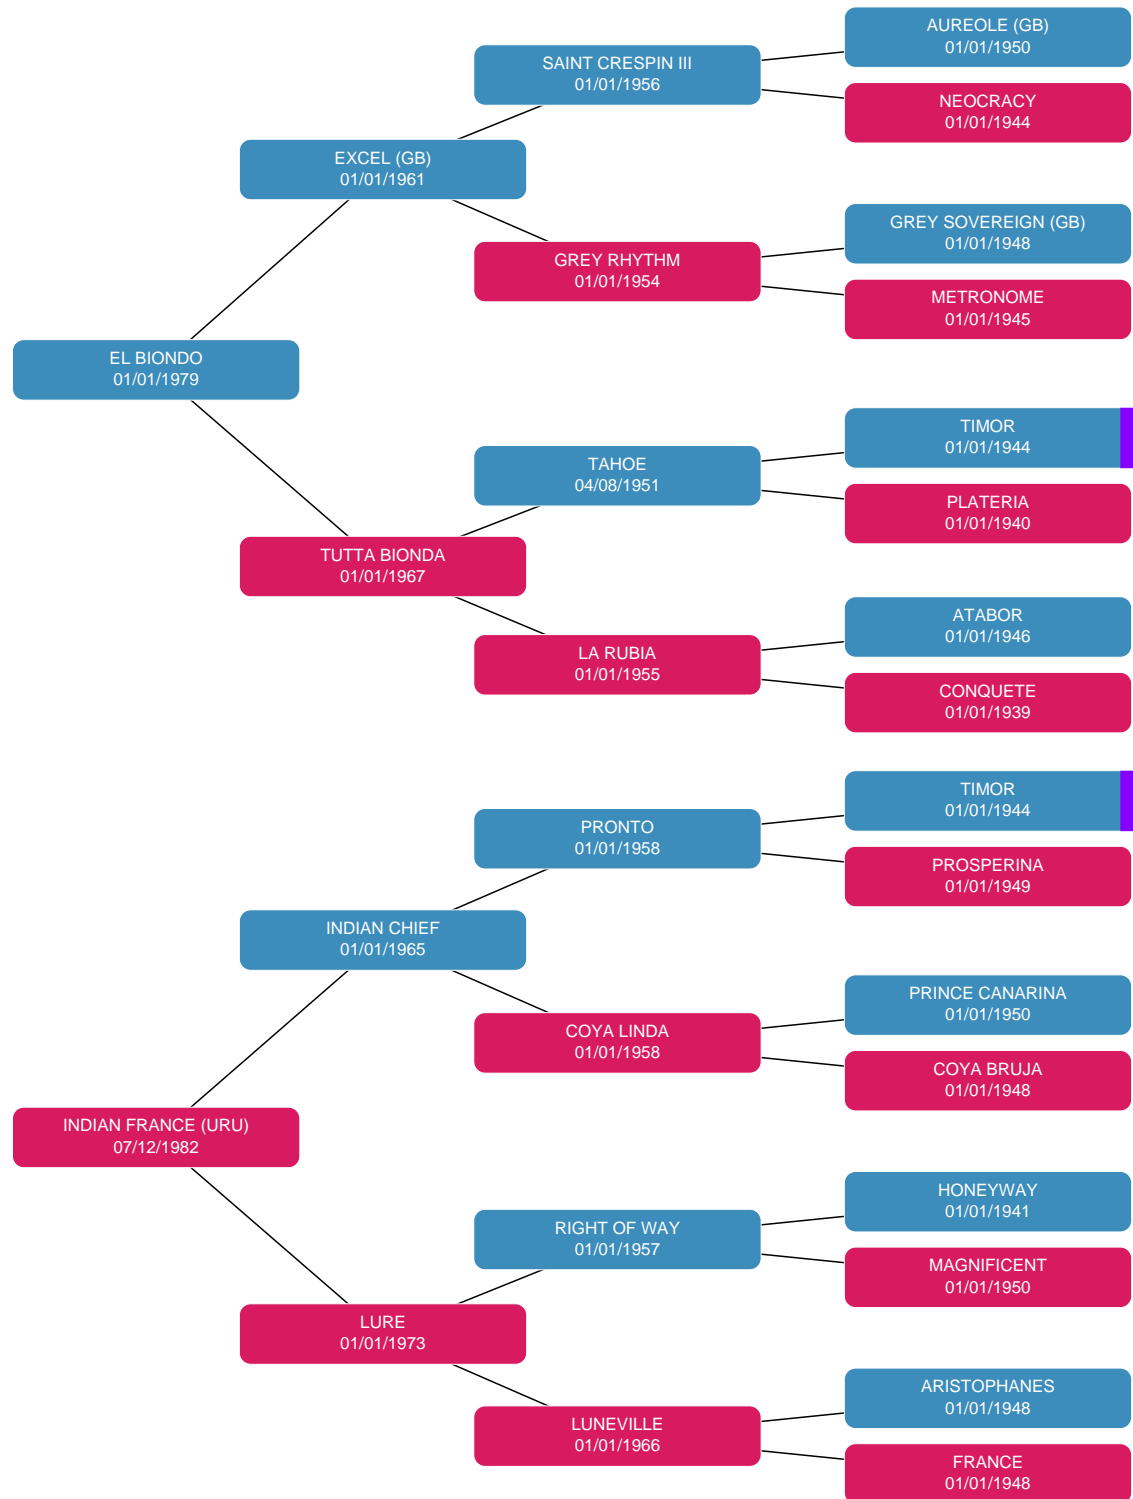 AUREOLE (GB)
01/01/1950
SAINT CRESPIN III
01/01/1956
NEOCRACY
01/01/1944
EXCEL (GB)
01/01/1961
GREY SOVEREIGN (GB)
01/01/1948
GREY RHYTHM
01/01/1954
METRONOME
01/01/1945
EL BIONDO
01/01/1979
TIMOR
01/01/1944
TAHOE
04/08/1951
PLATERIA
01/01/1940
TUTTA BIONDA
01/01/1967
ATABOR
01/01/1946
LA RUBIA
01/01/1955
CONQUETE
01/01/1939
TIMOR
01/01/1944
PRONTO
01/01/1958
PROSPERINA
01/01/1949
INDIAN CHIEF
01/01/1965
PRINCE CANARINA
01/01/1950
COYA LINDA
01/01/1958
COYA BRUJA
01/01/1948
INDIAN FRANCE (URU)
07/12/1982
HONEYWAY
01/01/1941
RIGHT OF WAY
01/01/1957
MAGNIFICENT
01/01/1950
LURE
01/01/1973
ARISTOPHANES
01/01/1948
LUNEVILLE
01/01/1966
FRANCE
01/01/1948